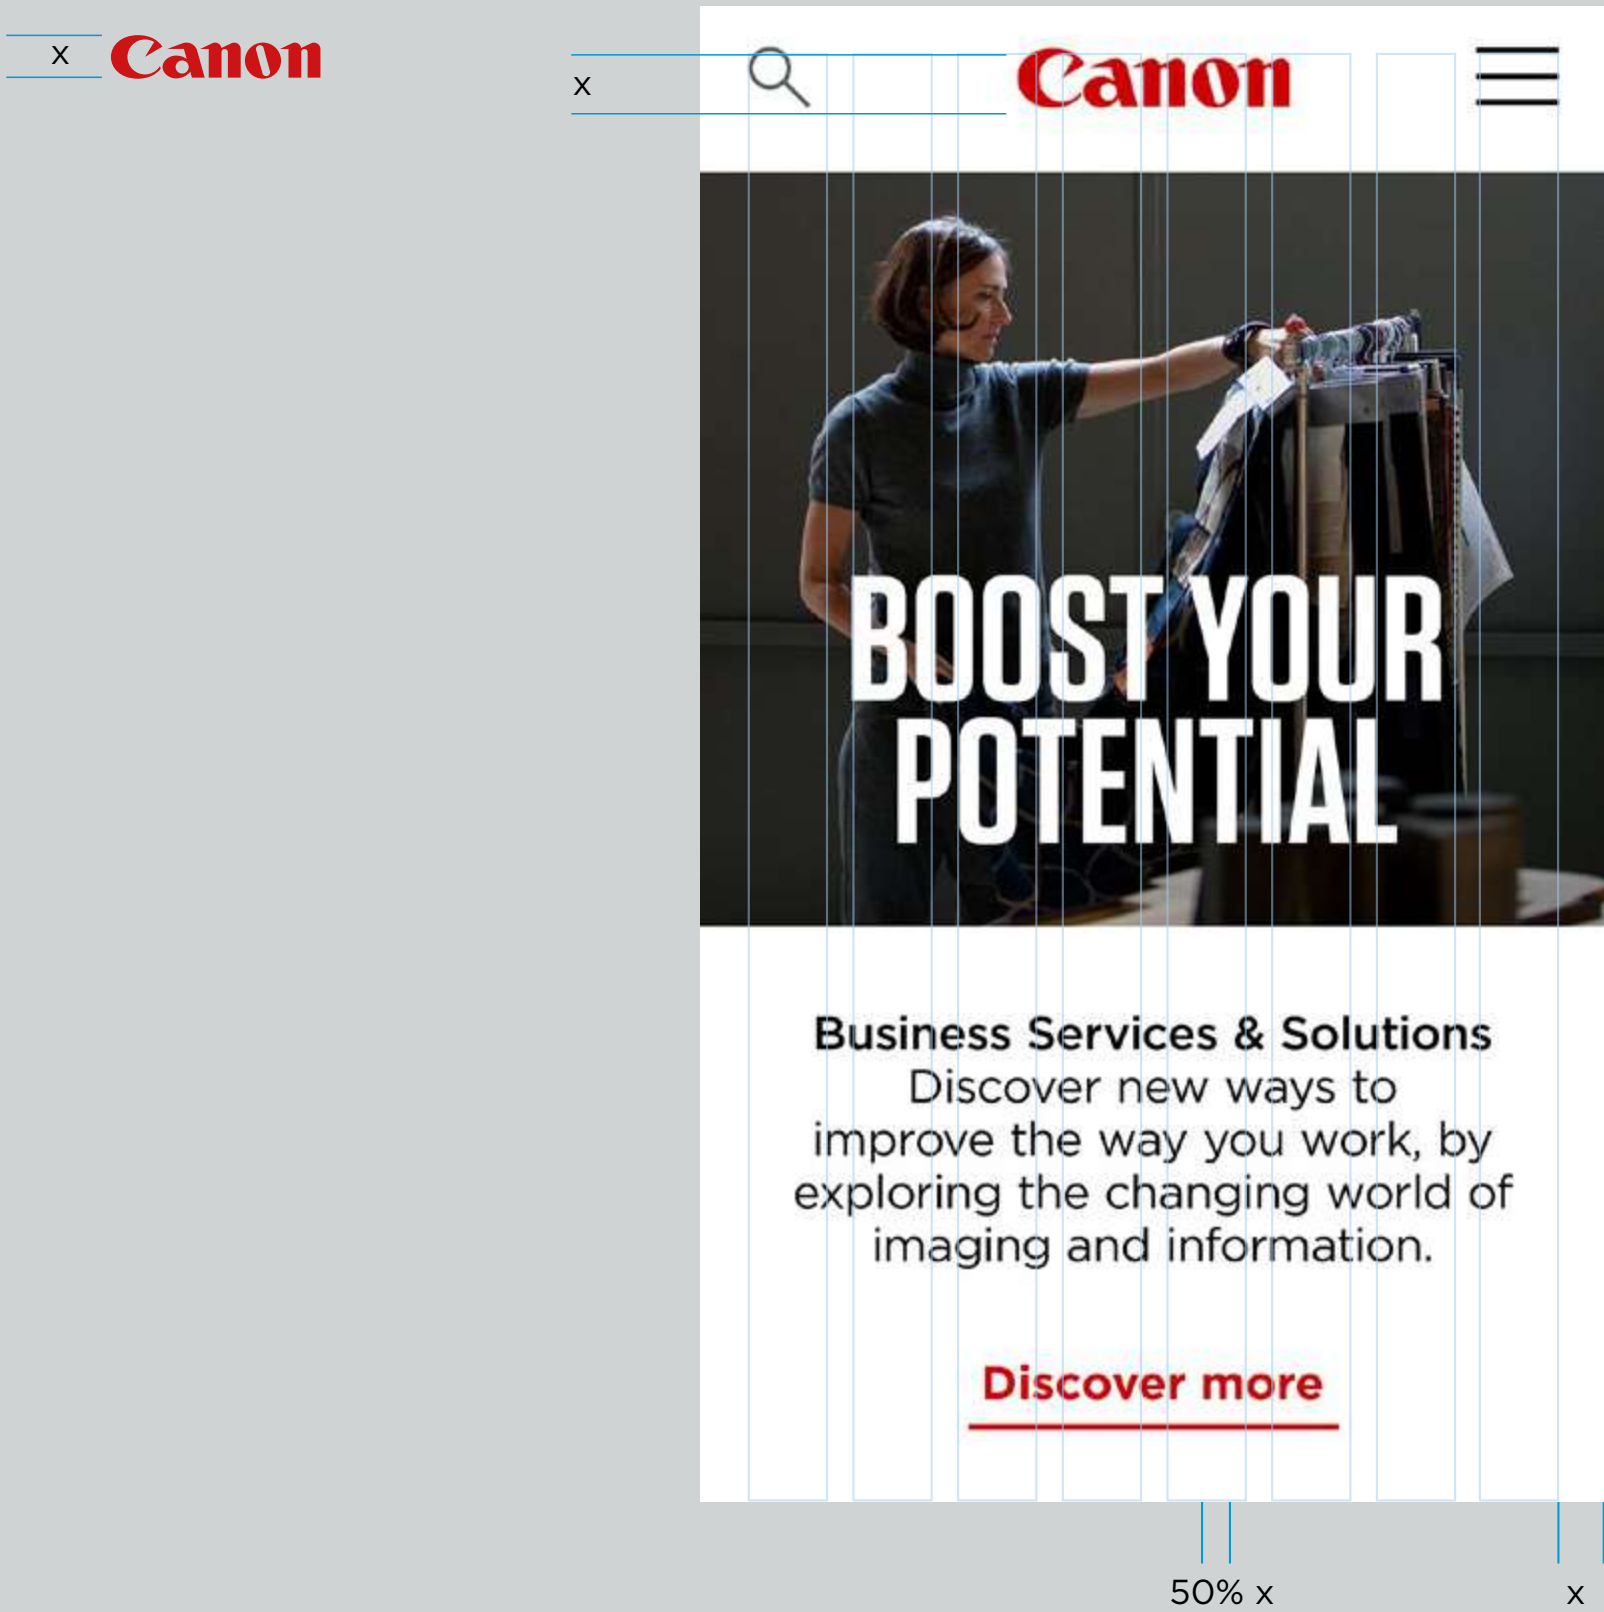 x Canon
x
Canon
BOOST YOUR
POTENTIAL
Business Services & Solutions
Discover new ways to
improve the way you work, by
exploring the changing world of
imaging and information.
Discover more
50% x
x